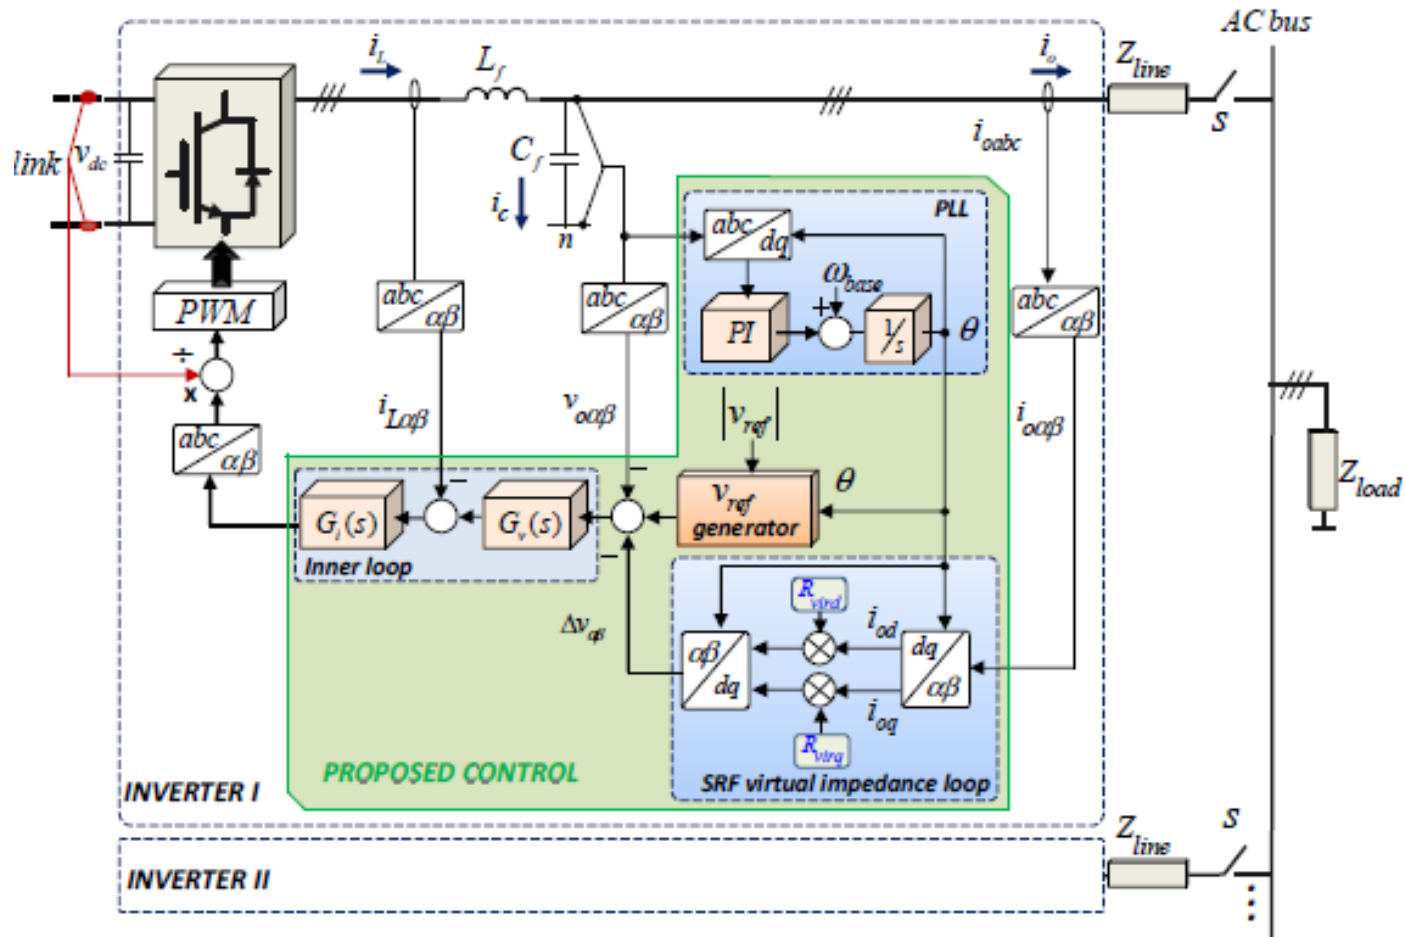 AC bus
i_L
L_f
i_o
Z_line
S
link
v_dc
C_f
i_c
n
i_oabc
PLL
abc
dq
ω_base
+
PI
1/s
θ
abc
αβ
abc
αβ
abc
αβ
PWM
÷
x
abc
αβ
i_Lαβ
v_oαβ
|v_ref|
i_oαβ
Z_load
−
−
G_i(s)
G_v(s)
v_ref
generator
θ
Inner loop
−
R_vird
Δv_αβ
i_od
αβ
dq
dq
αβ
i_oq
R_virq
PROPOSED CONTROL
SRF virtual impedance loop
INVERTER I
Z_line
S
INVERTER II